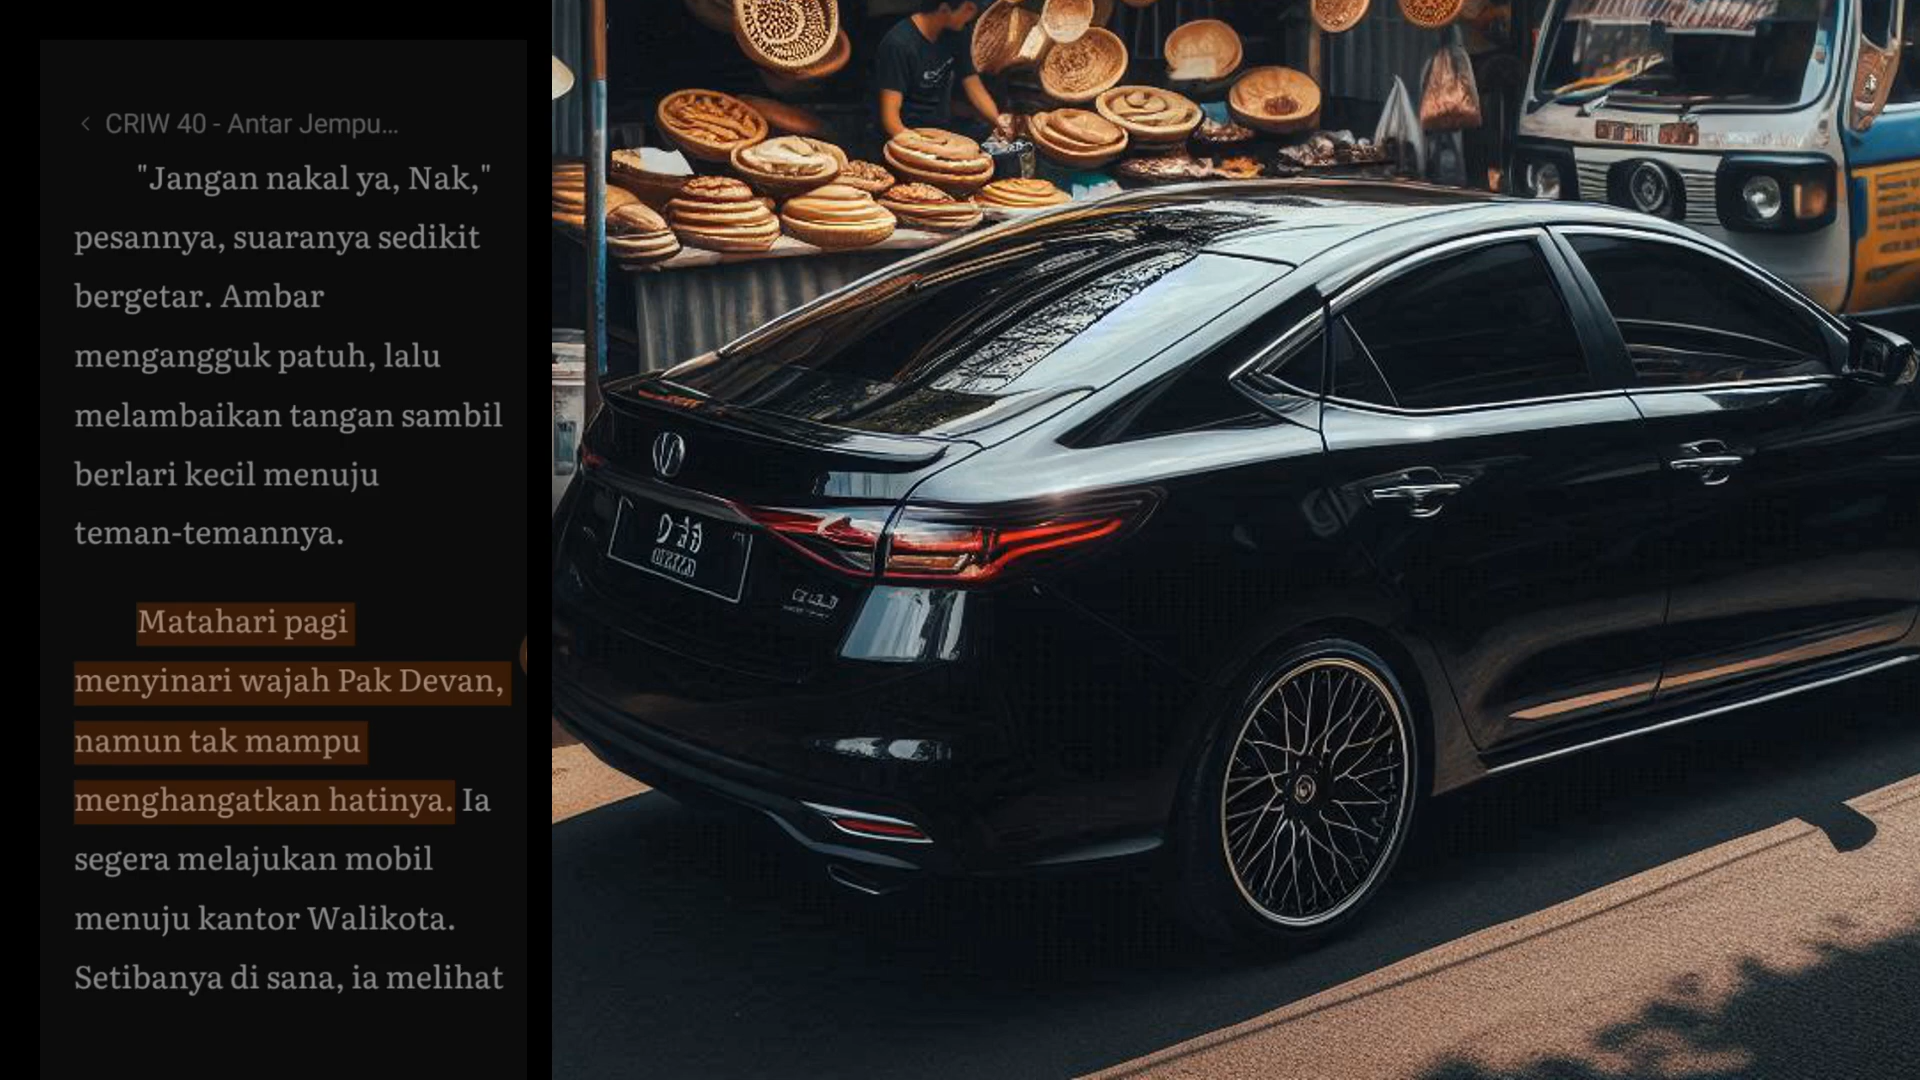 CRIW 40 - Antar Jempu...
"Jangan nakal ya, Nak,"
pesannya, suaranya sedikit
bergetar. Ambar
mengangguk patuh, lalu
melambaikan tangan sambil
berlari kecil menuju
teman-temannya.
Matahari pagi
menyinari wajah Pak Devan,
namun tak mampu
menghangatkan hatinya. Ia
segera melajukan mobil
menuju kantor Walikota.
Setibanya di sana, ia melihat